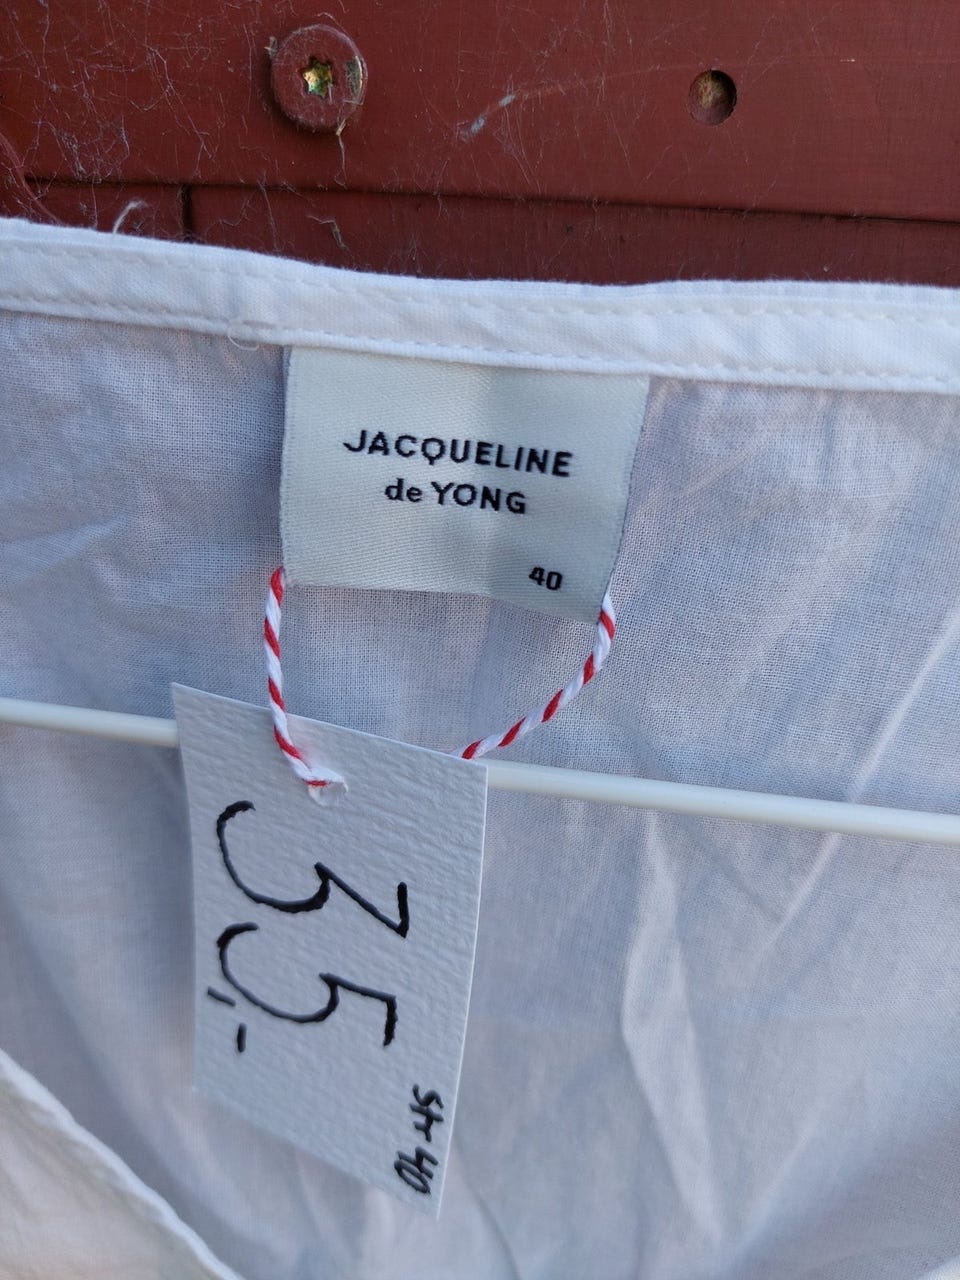 JACQUELINE
de YONG
40
35,-
str 40